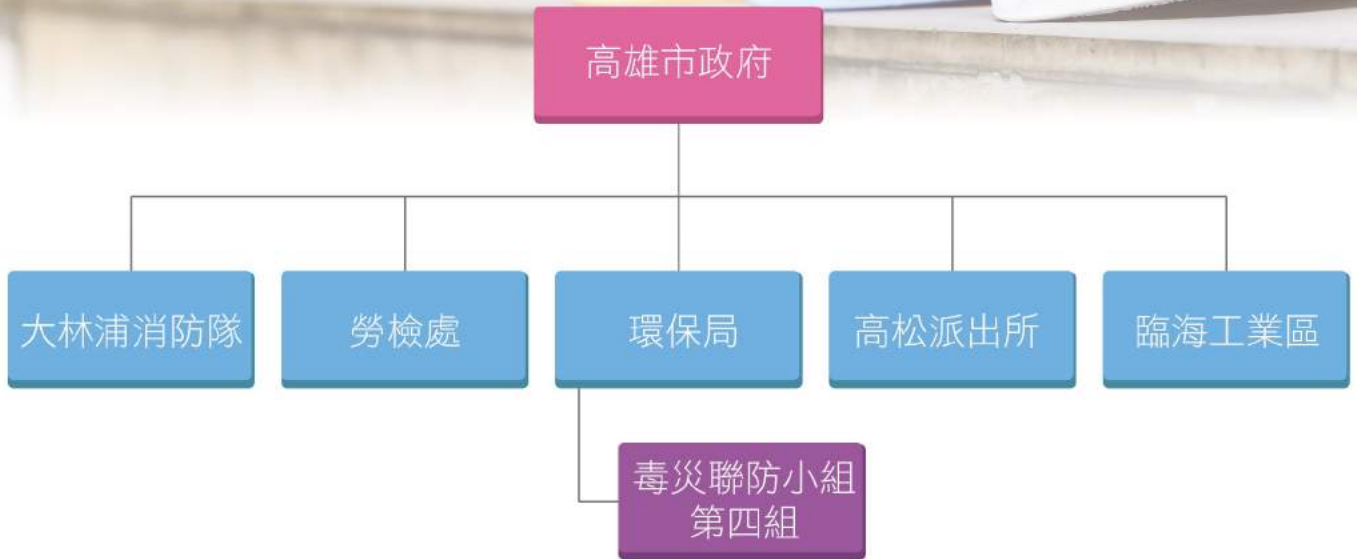 高雄市政府
大林浦消防隊
勞檢處
環保局
高松派出所
臨海工業區
毒災聯防小組
第四組